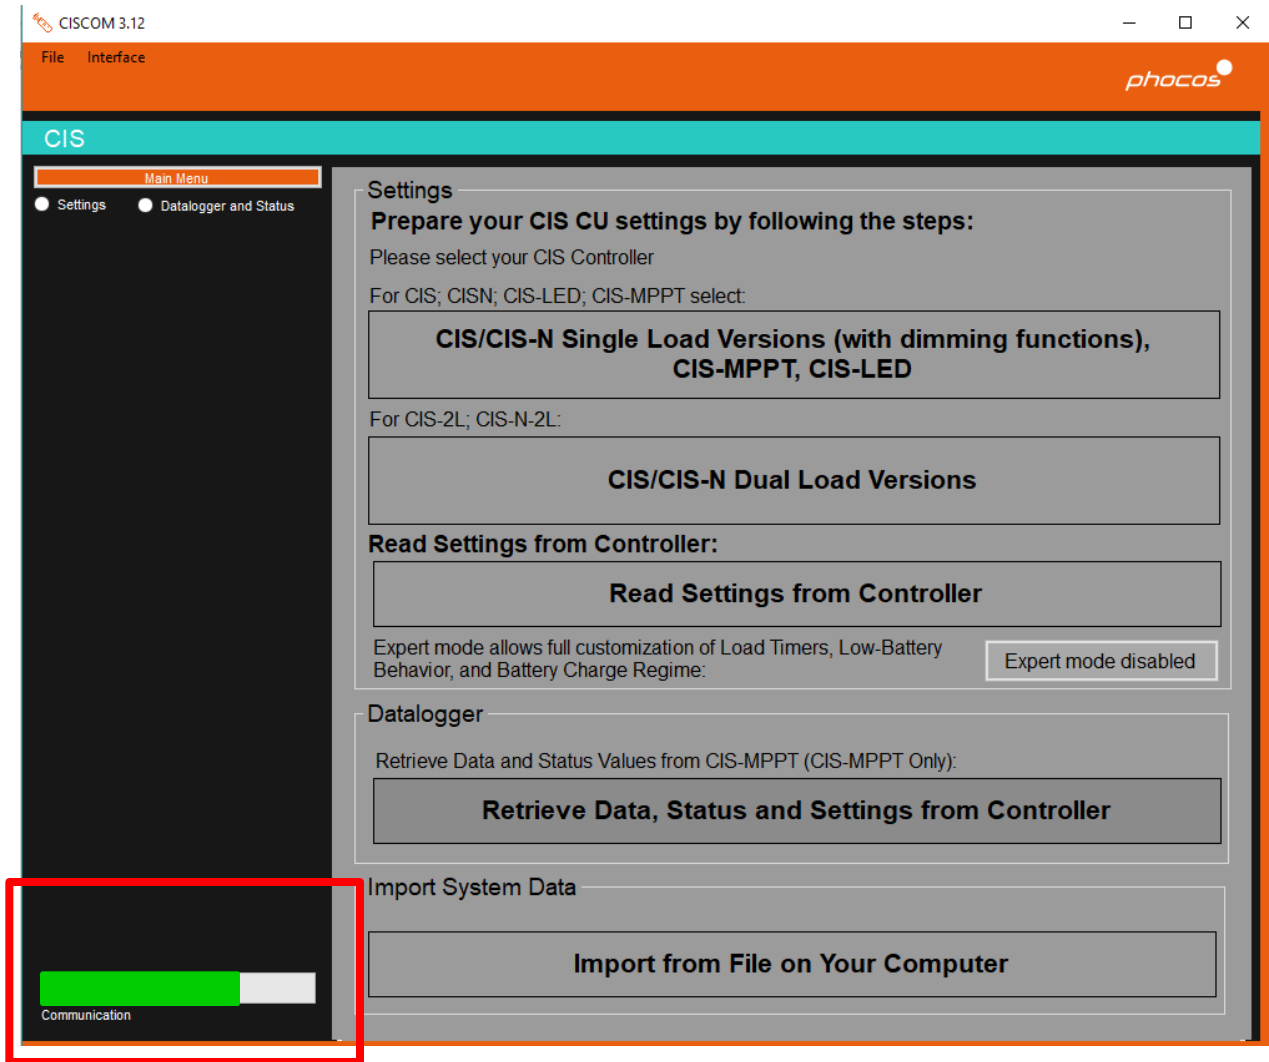 CISCOM 3.12
File Interface
phocos
CIS
Main Menu
Settings Datalogger and Status
Settings
Prepare your CIS CU settings by following the steps:
Please select your CIS Controller
For CIS; CISN; CIS-LED; CIS-MPPT select:
CIS/CIS-N Single Load Versions (with dimming functions),
CIS-MPPT, CIS-LED
For CIS-2L; CIS-N-2L:
CIS/CIS-N Dual Load Versions
Read Settings from Controller:
Read Settings from Controller
Expert mode allows full customization of Load Timers, Low-Battery
Behavior, and Battery Charge Regime:
Expert mode disabled
Datalogger
Retrieve Data and Status Values from CIS-MPPT (CIS-MPPT Only):
Retrieve Data, Status and Settings from Controller
Import System Data
Import from File on Your Computer
Communication